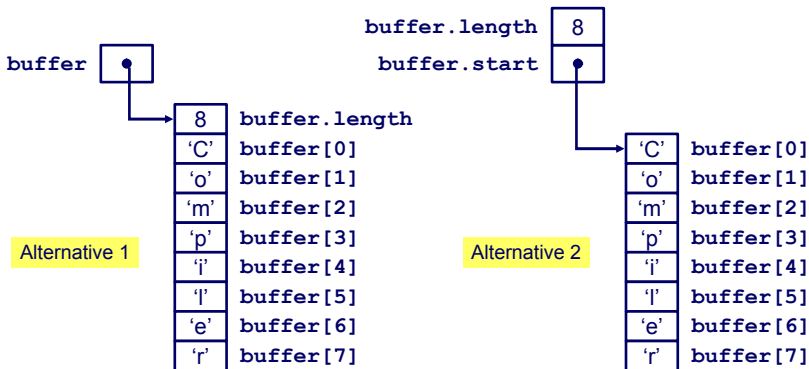 buffer.length 8
buffer
buffer.start
8 buffer.length
‘C’ buffer[0]
‘o’ buffer[1]
‘m’ buffer[2]
‘p’ buffer[3]
‘i’ buffer[4]
‘l’ buffer[5]
‘e’ buffer[6]
‘r’ buffer[7]
Alternative 1
‘C’ buffer[0]
‘o’ buffer[1]
‘m’ buffer[2]
‘p’ buffer[3]
‘i’ buffer[4]
‘l’ buffer[5]
‘e’ buffer[6]
‘r’ buffer[7]
Alternative 2